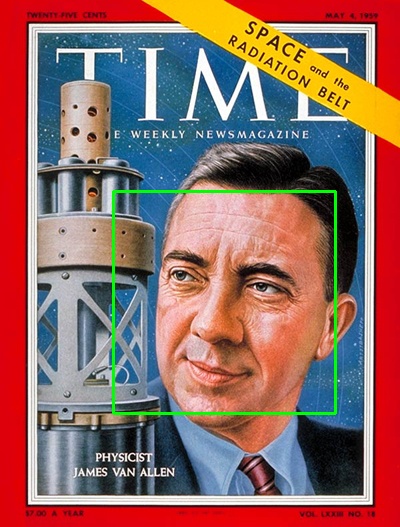 TWENTY-FIVE CENTS
MAY 4, 1959
SPACE and the
RADIATION BELT
TIME
E WEEKLY NEWSMAGAZINE
PHYSICIST
JAMES VAN ALLEN
$7.00 A YEAR
VOL. LXXIII NO. 18